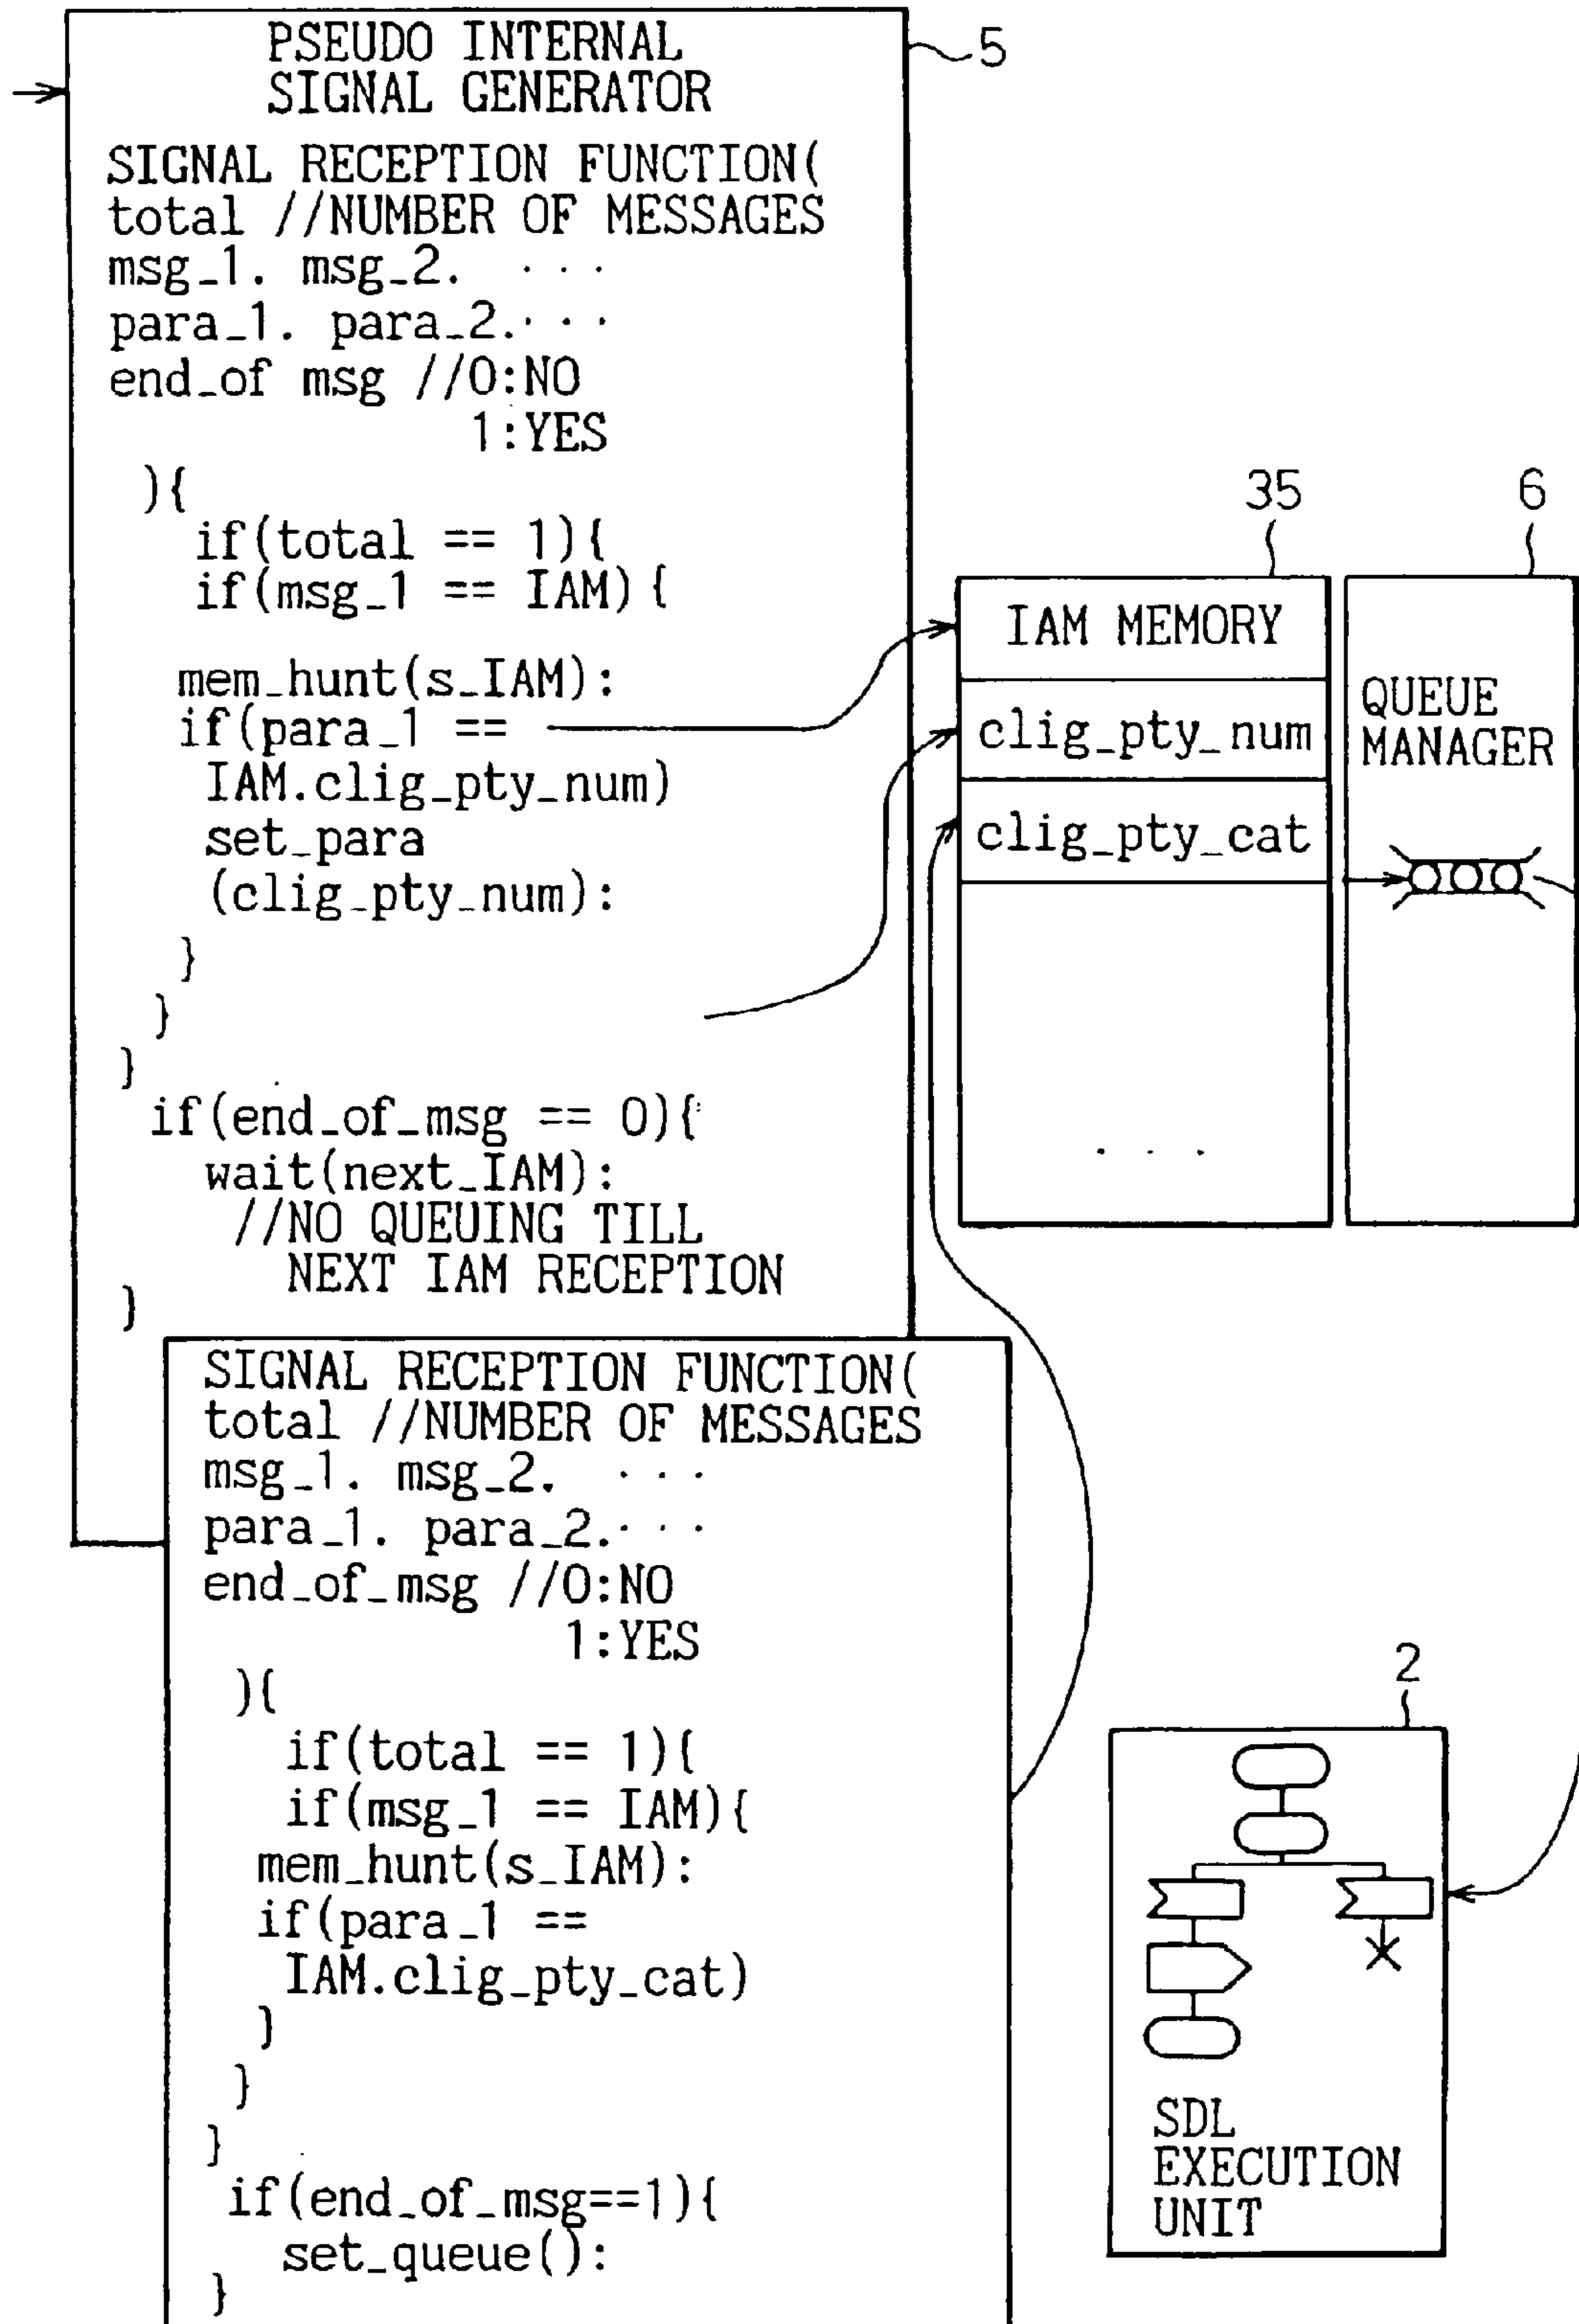 PSEUDO INTERNAL
SIGNAL GENERATOR
5
SIGNAL RECEPTION FUNCTION(
total //NUMBER OF MESSAGES
msg_1. msg_2. ...
para_1. para_2....
end_of msg //0:NO
1:YES
){
if(total == 1){
if(msg_1 == IAM){
mem_hunt(s_IAM):
if(para_1 ==
IAM.clig_pty_num)
set_para
(clig_pty_num):
}
}
}
if(end_of_msg == 0){
wait(next_IAM):
//NO QUEUING TILL
NEXT IAM RECEPTION
}
SIGNAL RECEPTION FUNCTION(
total //NUMBER OF MESSAGES
msg_1. msg_2. ...
para_1. para_2....
end_of_msg //0:NO
1:YES
){
if(total == 1){
if(msg_1 == IAM){
mem_hunt(s_IAM):
if(para_1 ==
IAM.clig_pty_cat)
}
}
}
if(end_of_msg==1){
set_queue():
}
35
IAM MEMORY
clig_pty_num
clig_pty_cat
...
6
QUEUE
MANAGER
2
SDL
EXECUTION
UNIT